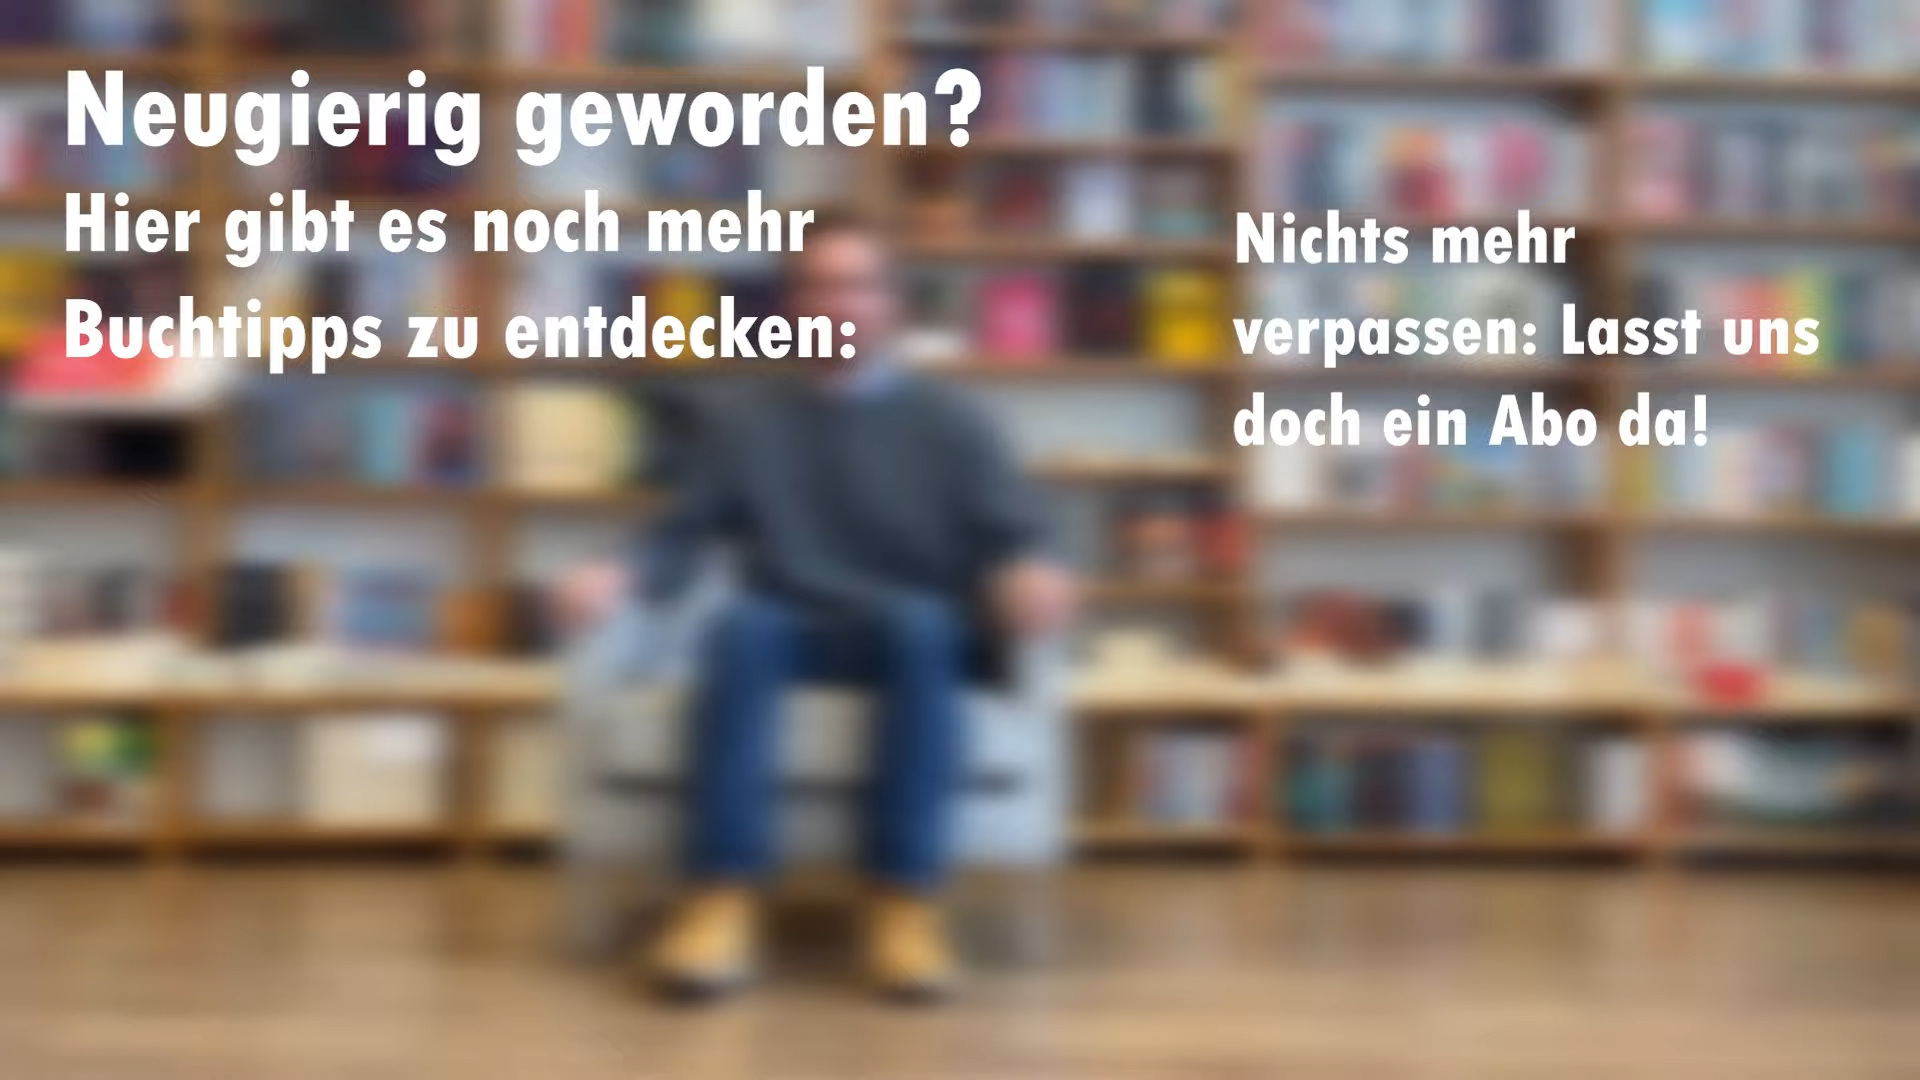 Neugierig geworden?
Hier gibt es noch mehr
Buchtipps zu entdecken:
Nichts mehr
verpassen: Lasst uns
doch ein Abo da!